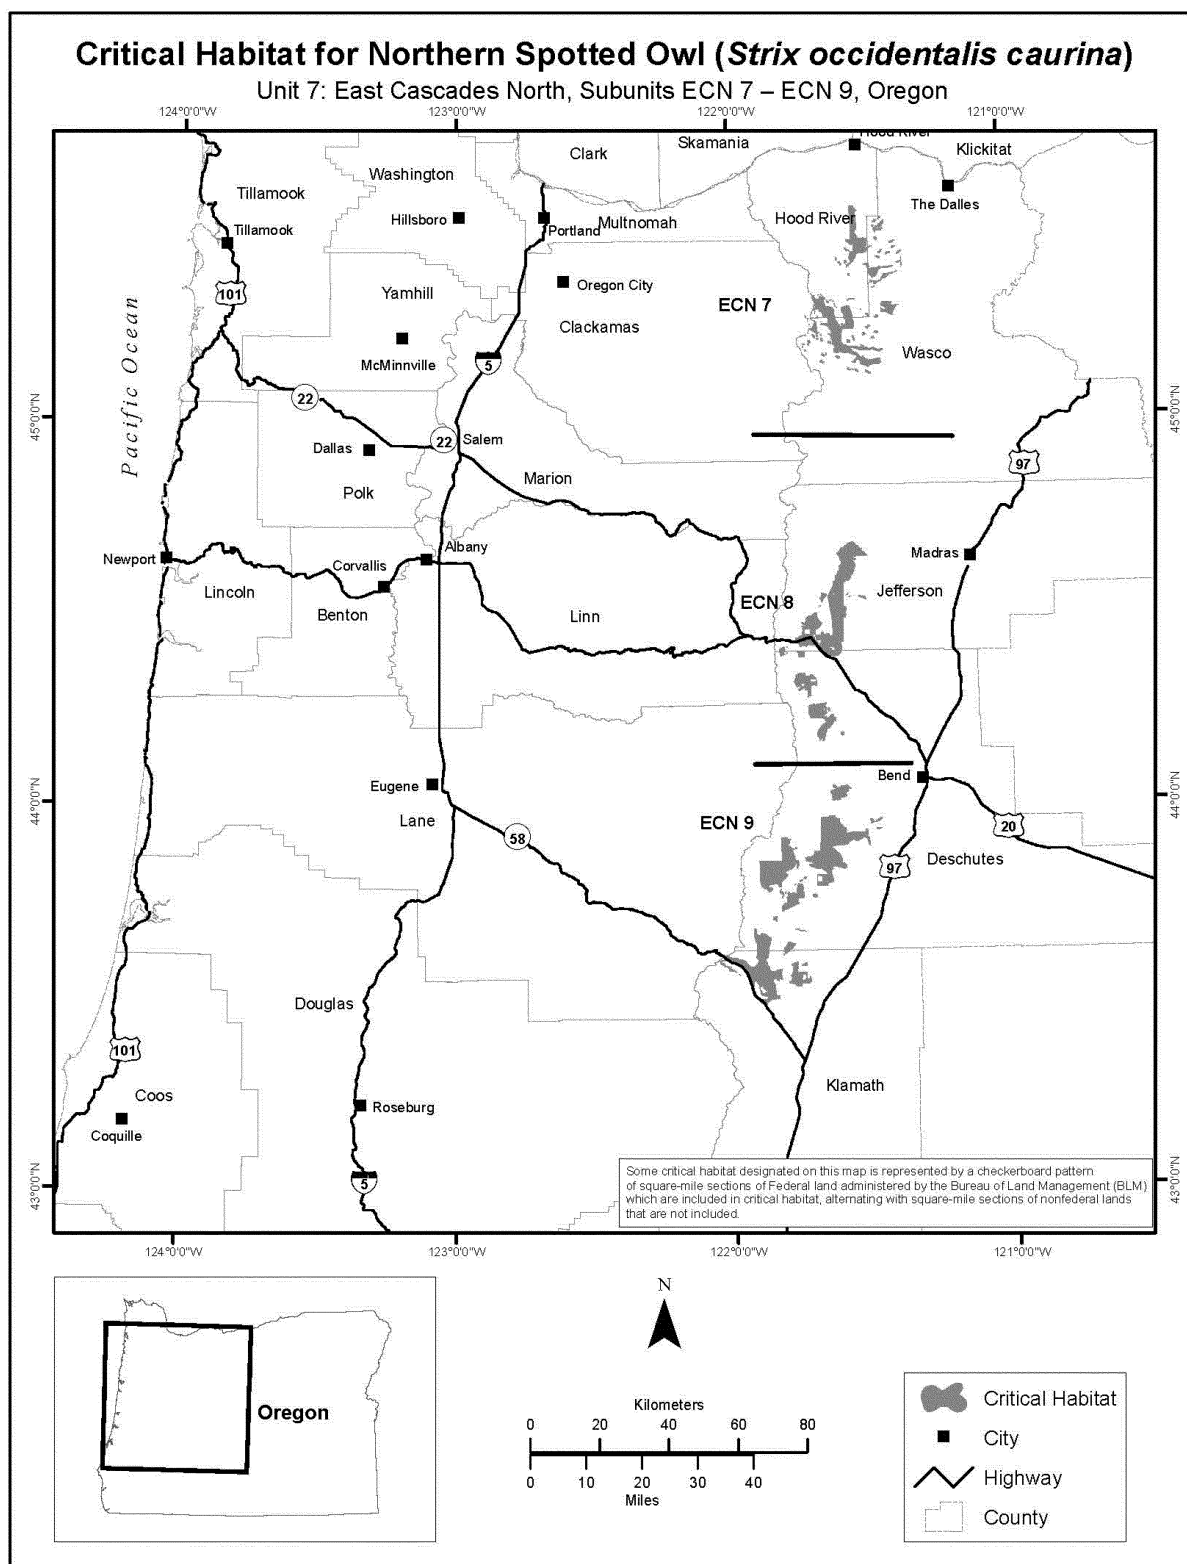 Critical Habitat for Northern Spotted Owl (Strix occidentalis caurina)
Unit 7: East Cascades North, Subunits ECN 7 – ECN 9, Oregon
124°0'0"W
123°0'0"W
122°0'0"W
121°0'0"W
Hood River
Clark
Skamania
Klickitat
Washington
Tillamook
The Dalles
Hillsboro
Portland
Multnomah
Hood River
Tillamook
Oregon City
101
Yamhill
ECN 7
Clackamas
Pacific Ocean
McMinnville
5
Wasco
22
45°0'0"N
45°0'0"N
22
Salem
Dallas
97
Marion
Polk
Newport
Albany
Madras
Corvallis
Lincoln
Jefferson
Benton
Linn
ECN 8
Eugene
Bend
44°0'0"N
44°0'0"N
Lane
58
ECN 9
20
Deschutes
97
Douglas
101
Klamath
Coos
Roseburg
Coquille
5
43°0'0"N
43°0'0"N
Some critical habitat designated on this map is represented by a checkerboard pattern
of square-mile sections of Federal land administered by the Bureau of Land Management (BLM)
which are included in critical habitat, alternating with square-mile sections of nonfederal lands
that are not included.
124°0'0"W
123°0'0"W
122°0'0"W
121°0'0"W
N
Oregon
Kilometers
0 20 40 60 80
0 10 20 30 40
Miles
Critical Habitat
City
Highway
County